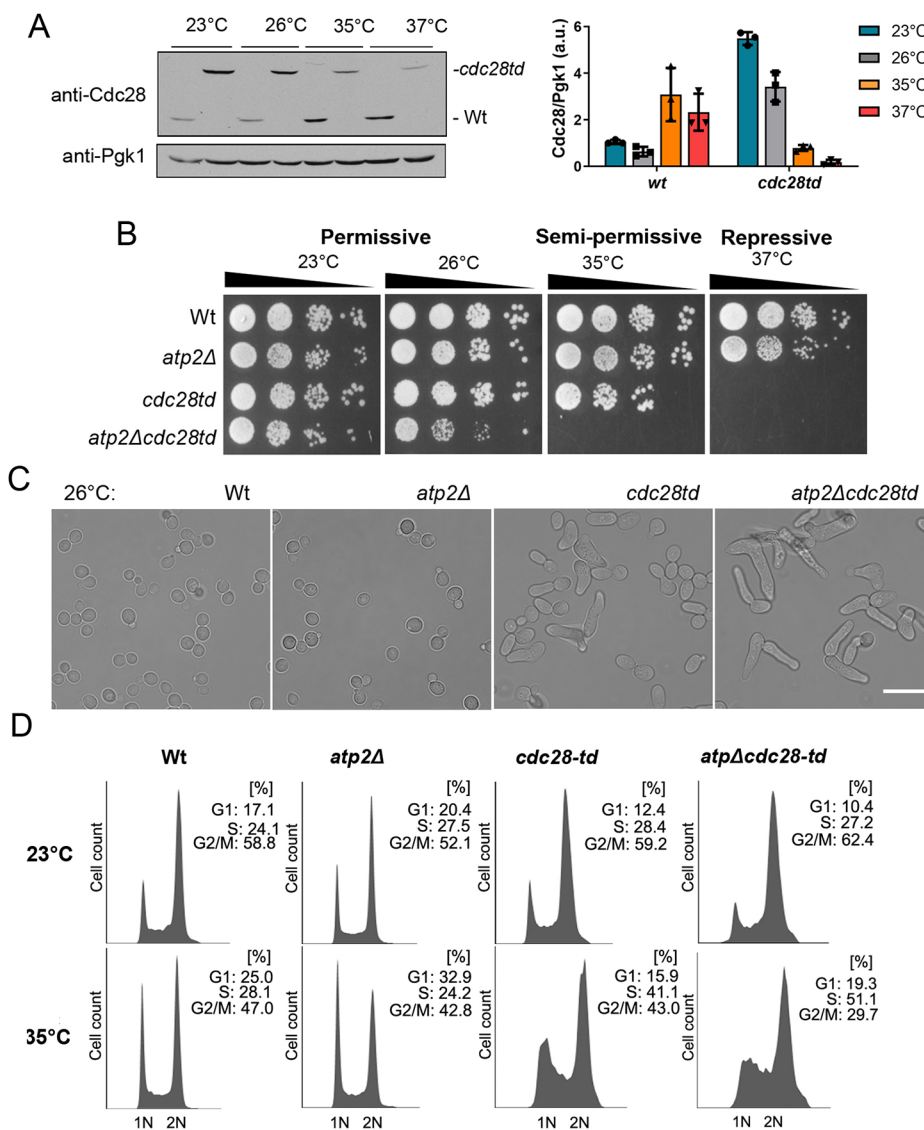 A
23°C 26°C 35°C 37°C
anti-Cdc28
-cdc28td
- Wt
anti-Pgk1
Cdc28/Pgk1 (a.u.)
6
4
2
0
wt cdc28td
23°C
26°C
35°C
37°C
B
Permissive Semi-permissive Repressive
23°C 26°C 35°C 37°C
Wt
atp2Δ
cdc28td
atp2Δcdc28td
C
26°C: Wt atp2Δ cdc28td atp2Δcdc28td
D
Wt atp2Δ cdc28-td atpΔcdc28-td
23°C
Cell count
[%]
G1: 17.1
S: 24.1
G2/M: 58.8
Cell count
[%]
G1: 20.4
S: 27.5
G2/M: 52.1
Cell count
[%]
G1: 12.4
S: 28.4
G2/M: 59.2
Cell count
[%]
G1: 10.4
S: 27.2
G2/M: 62.4
35°C
Cell count
[%]
G1: 25.0
S: 28.1
G2/M: 47.0
Cell count
[%]
G1: 32.9
S: 24.2
G2/M: 42.8
Cell count
[%]
G1: 15.9
S: 41.1
G2/M: 43.0
Cell count
[%]
G1: 19.3
S: 51.1
G2/M: 29.7
1N 2N 1N 2N 1N 2N 1N 2N